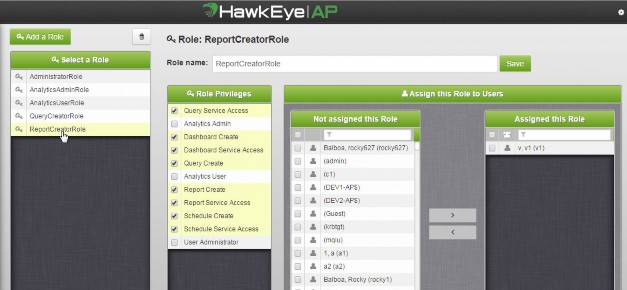 HawkEye|AP
Add a Role
Role: ReportCreatorRole
Select a Role
AdministratorRole
AnalyticsAdminRole
AnalyticsUserRole
QueryCreatorRole
ReportCreatorRole
Role name:
ReportCreatorRole
Save
Role Privileges
Query Service Access
Analytics Admin
Dashboard Create
Dashboard Service Access
Query Create
Analytics User
Report Create
Report Service Access
Schedule Create
Schedule Service Access
User Administrator
Assign this Role to Users
Not assigned this Role
Balboa, rocky627 (rocky627)
(admin)
(c1)
(DEV1-AP$)
(DEV2-AP$)
(Guest)
(krbtgt)
(mqiu)
1, a (a1)
a2 (a2)
Balboa, Rocky (rocky1)
>
<
Assigned this Role
v, v1 (v1)